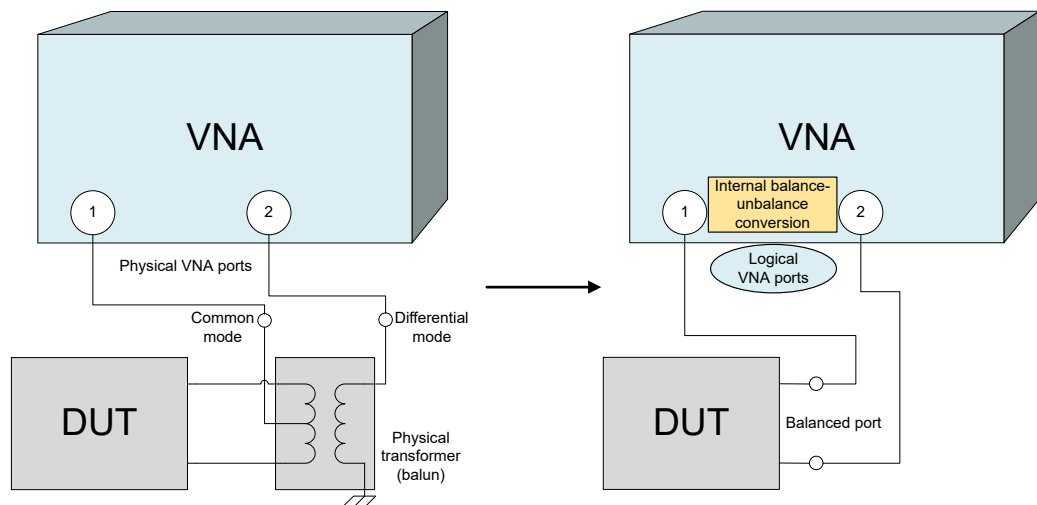 VNA
1
2
Physical VNA ports
Common
mode
Differential
mode
DUT
Physical
transformer
(balun)
VNA
1
Internal balance-
unbalance
conversion
2
Logical
VNA ports
DUT
Balanced port